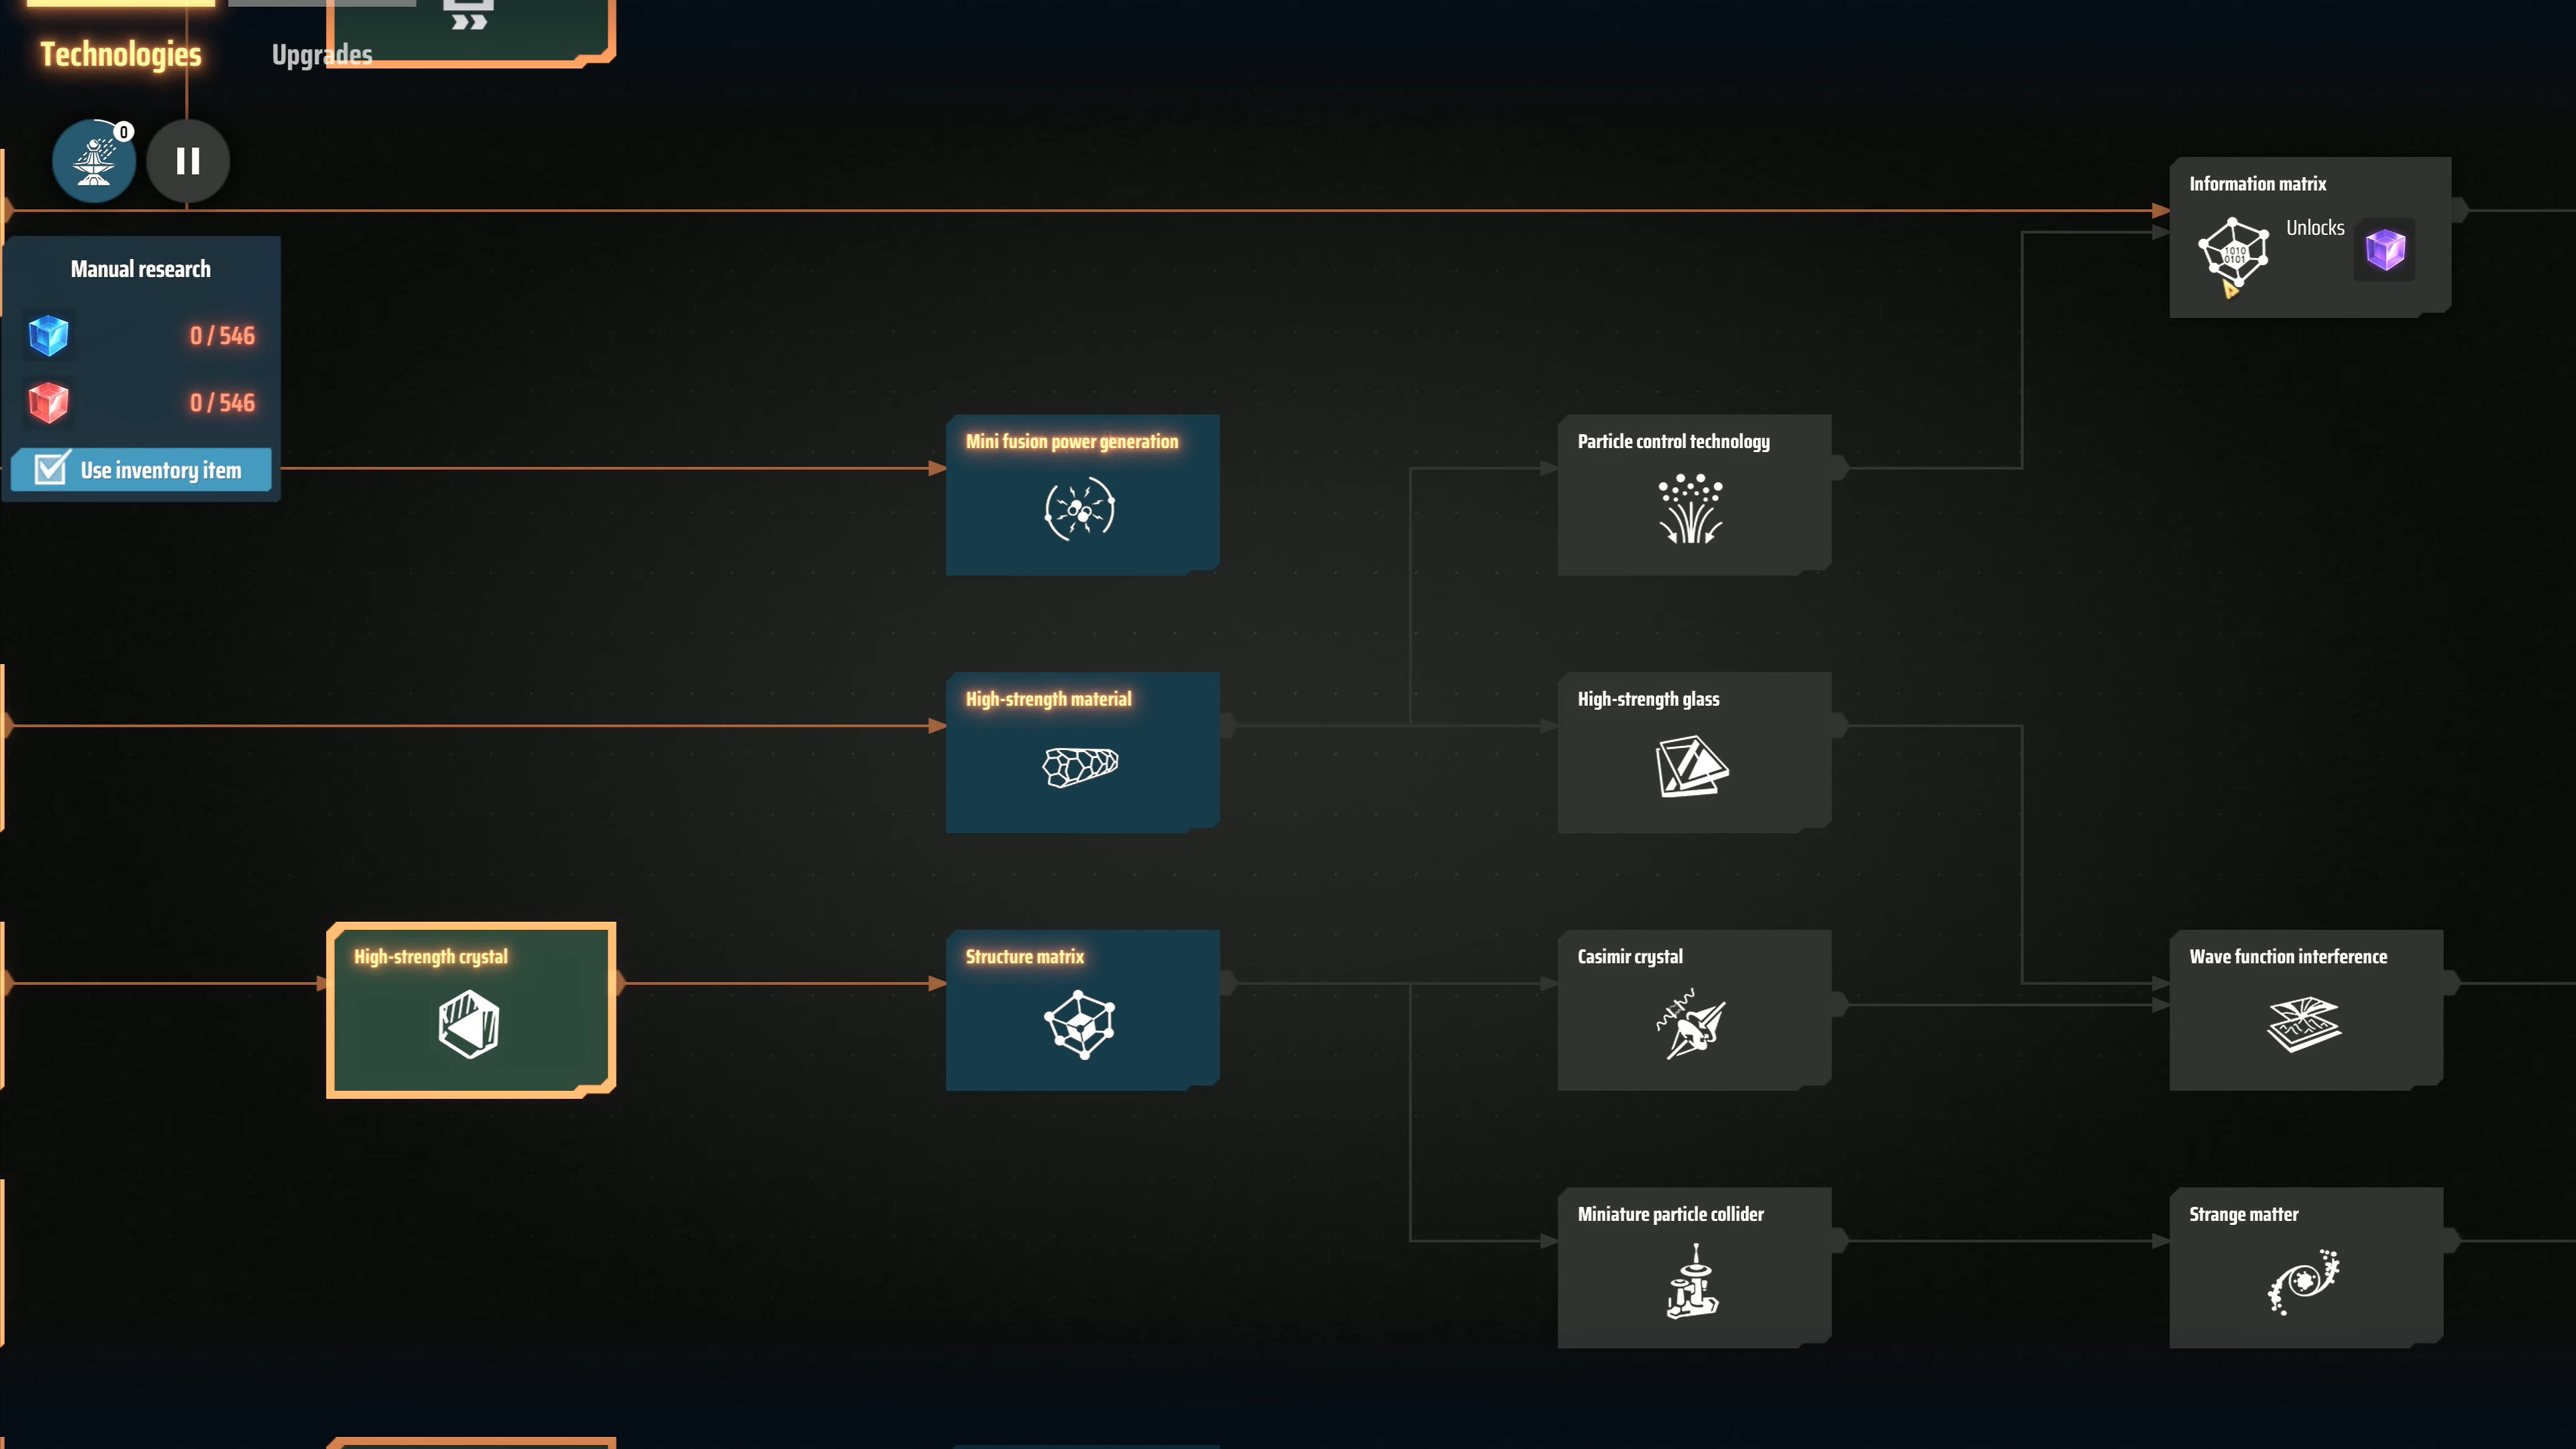 Technologies
Upgrades
0
Information matrix
Unlocks
1010
0101
Manual research
0 / 546
0 / 546
Use inventory item
Mini fusion power generation
Particle control technology
High-strength material
High-strength glass
High-strength crystal
Structure matrix
Casimir crystal
Wave function interference
Miniature particle collider
Strange matter